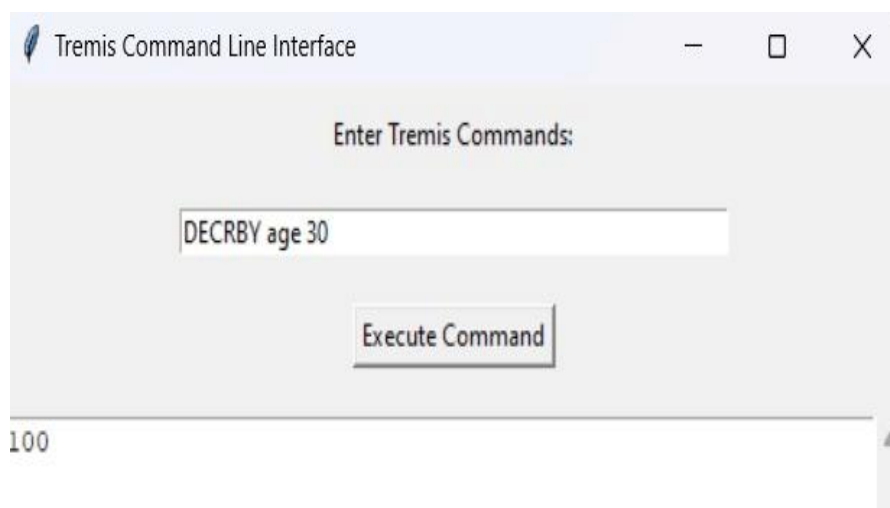 Tremis Command Line Interface
Enter Tremis Commands:
DECRBY age 30
Execute Command
100